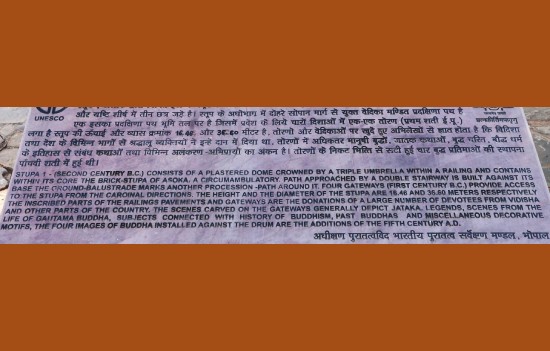 UNESCO
और यष्टि शीर्ष में तीन छत्र जड़े है। स्तूप के अधोभाग में दोहरे सोपान मार्ग से युक्त वेदिका मण्डित प्रदक्षिणा पथ है
एक इसका प्रदक्षिणा पथ भूमि तल पर है जिसमें प्रवेश के लिये चारों दिशाओं में एक-एक तोरण (प्रथम शती ई.पू.)
लगा है स्तूप की ऊंचाई और व्यास क्रमांक 16.46 और 36.60 मीटर है, तोरणों और वेदिकाओं पर खुदे हुए अभिलेखों से ज्ञात होता है कि विदिशा
तथा देश के विभिन्न भागों से श्रद्धालु व्यक्तियों ने इन्हे दान में दिया था, तोरणों में अधिकतर मानुषी बुद्धों, जातक कथाओं, बुद्ध चरित, बौद्ध धर्म
के इतिहास से संबंध कथाओं तथा विभिन्न अलंकरण-अभिप्रायों का अंकन है। तोरणों के निकट भित्ति से सटी हुई चार बुद्ध प्रतिमाओं की स्थापना
पांचवी शती में हुई थी।
STUPA 1 - (SECOND CENTURY B.C.) CONSISTS OF A PLASTERED DOME CROWNED BY A TRIPLE UMBRELLA WITHIN A RAILING AND CONTAINS
WITHIN ITS CORE THE BRICK-STUPA OF ASOKA. A CIRCUMAMBULATORY PATH APPROACHED BY A DOUBLE STAIRWAY IS BUILT AGAINST ITS
BASE THE GROUND-BALUSTRADE MARKS ANOTHER PROCESSION-PATH AROUND IT. FOUR GATEWAYS (FIRST CENTURY B.C.) PROVIDE ACCESS
TO THE STUPA FROM THE CARDINAL DIRECTIONS. THE HEIGHT AND THE DIAMETER OF THE STUPA ARE 16.46 AND 36.60 METERS RESPECTIVELY
THE INSCRIBED PARTS OF THE RAILINGS PAVEMENTS AND GATEWAYS ARE THE DONATIONS OF A LARGE NUMBER OF DEVOTEES FROM VIDISHA
AND OTHER PARTS OF THE COUNTRY. THE SCENES CARVED ON THE GATEWAYS GENERALLY DEPICT JATAKA, LEGENDS, SCENES FROM THE
LIFE OF GAUTAMA BUDDHA, SUBJECTS CONNECTED WITH HISTORY OF BUDDHISM, PAST BUDDHAS AND MISCELLANEOUS DECORATIVE
MOTIFS, THE FOUR IMAGES OF BUDDHA INSTALLED AGAINST THE DRUM ARE THE ADDITIONS OF THE FIFTH CENTURY A.D.
अधीक्षण पुरातत्वविद भारतीय पुरातत्व सर्वेक्षण मण्डल, भोपाल